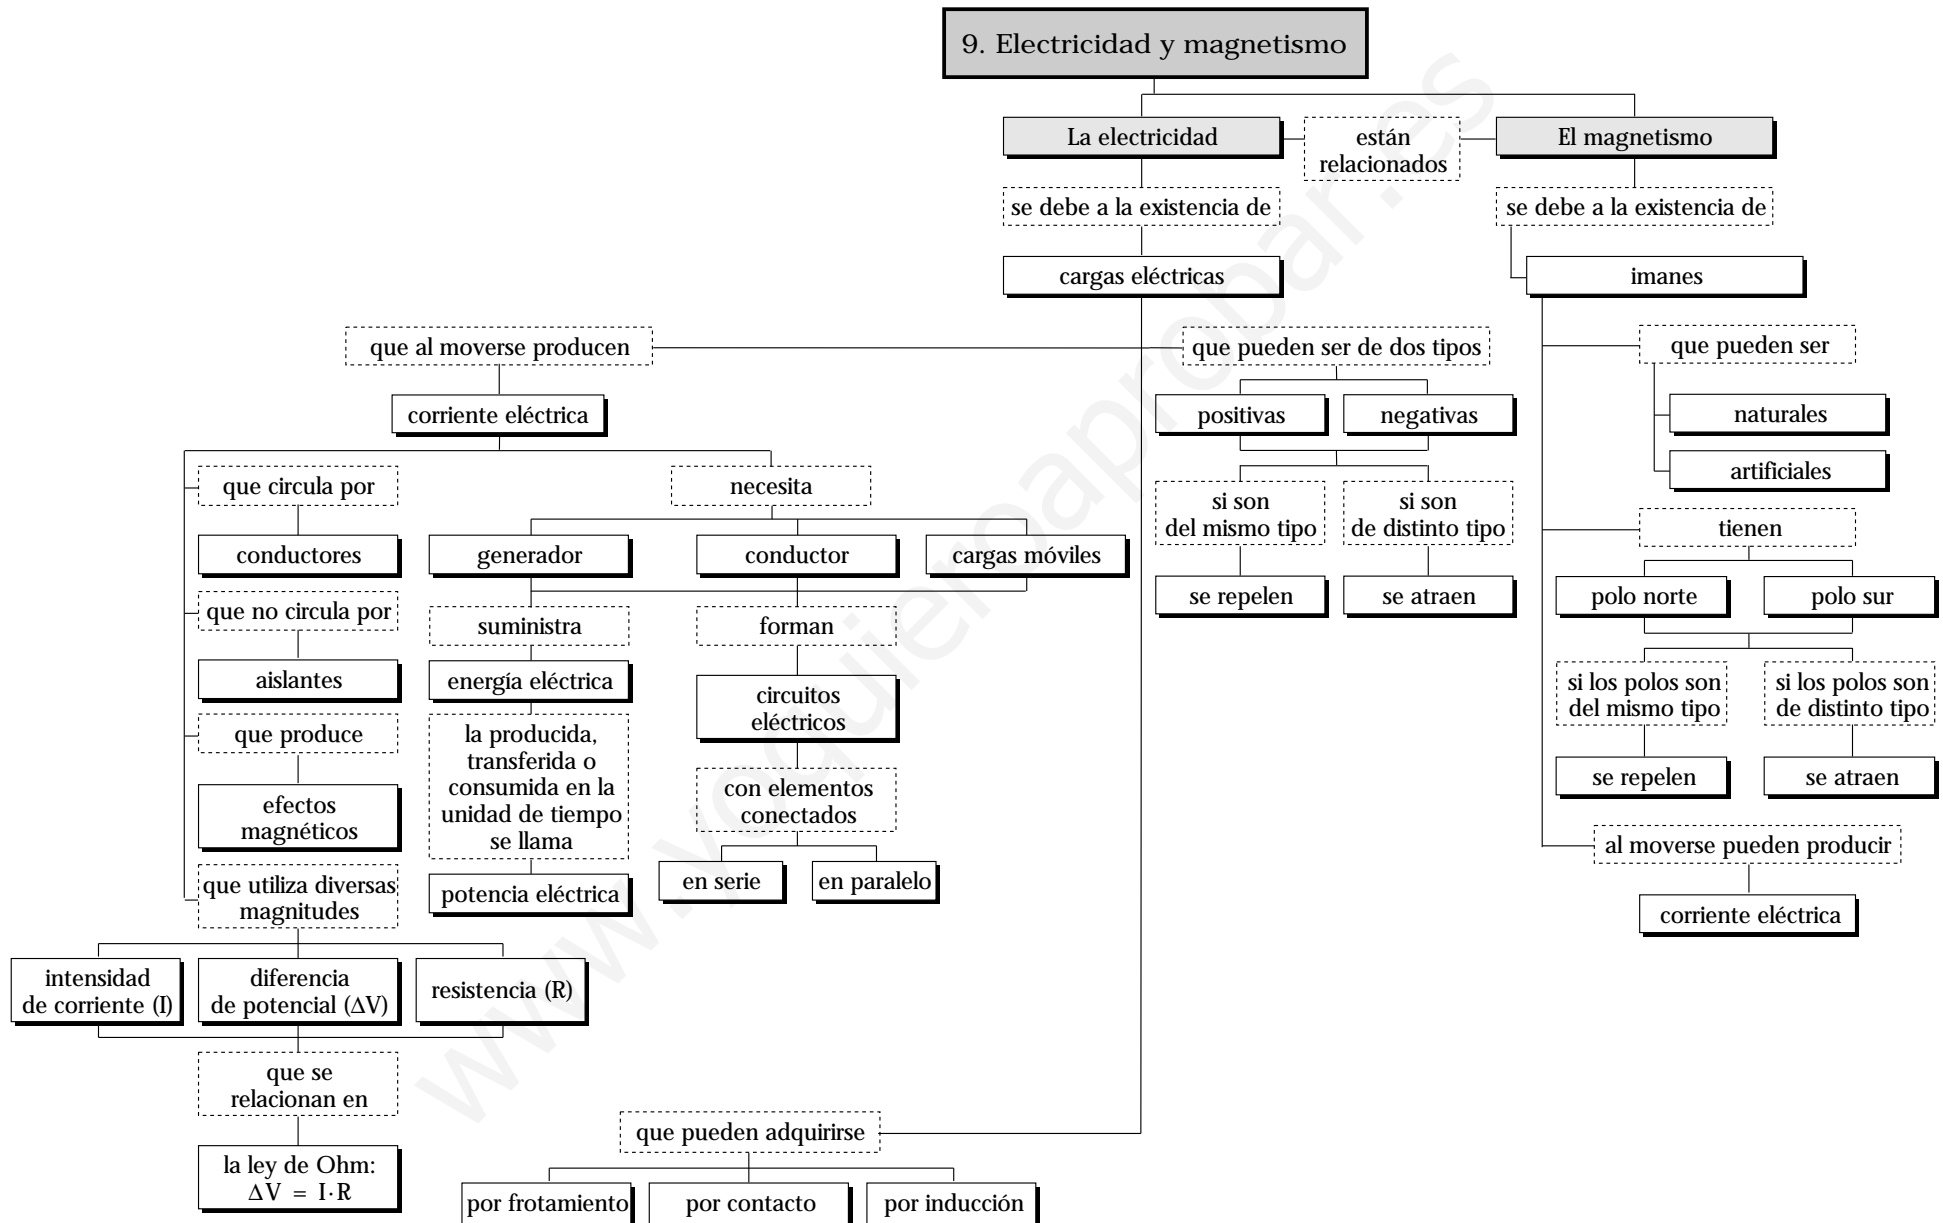 9. Electricidad y magnetismo
La electricidad
están
relacionados
El magnetismo
se debe a la existencia de
se debe a la existencia de
cargas eléctricas
imanes
que al moverse producen
que pueden ser de dos tipos
que pueden ser
corriente eléctrica
positivas
negativas
naturales
artificiales
que circula por
necesita
si son
del mismo tipo
si son
de distinto tipo
tienen
conductores
generador
conductor
cargas móviles
se repelen
se atraen
polo norte
polo sur
que no circula por
suministra
forman
aislantes
energía eléctrica
circuitos
eléctricos
si los polos son
del mismo tipo
si los polos son
de distinto tipo
que produce
la producida,
transferida o
consumida en la
unidad de tiempo
se llama
con elementos
conectados
se repelen
se atraen
efectos
magnéticos
al moverse pueden producir
que utiliza diversas
magnitudes
potencia eléctrica
en serie
en paralelo
corriente eléctrica
intensidad
de corriente (I)
diferencia
de potencial (ΔV)
resistencia (R)
que se
relacionan en
que pueden adquirirse
la ley de Ohm:
ΔV = I·R
por frotamiento
por contacto
por inducción
www.yoquieroaprobar.es